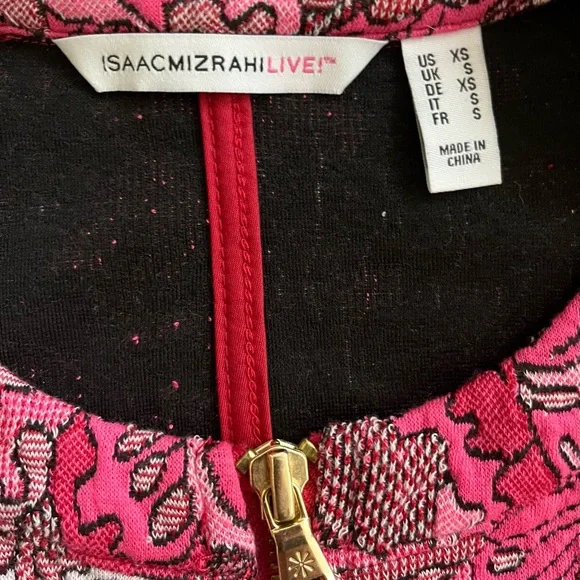 ISAACMIZRAHILIVE!™
US XS
UK S
DE XS
IT S
FR S
MADE IN
CHINA